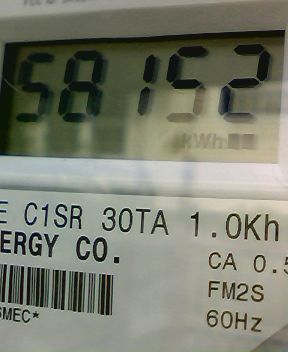 58152
kWh
E C1SR 30TA 1.0Kh
ERGY CO.
CA 0.5
FM2S
60Hz
SMEC*